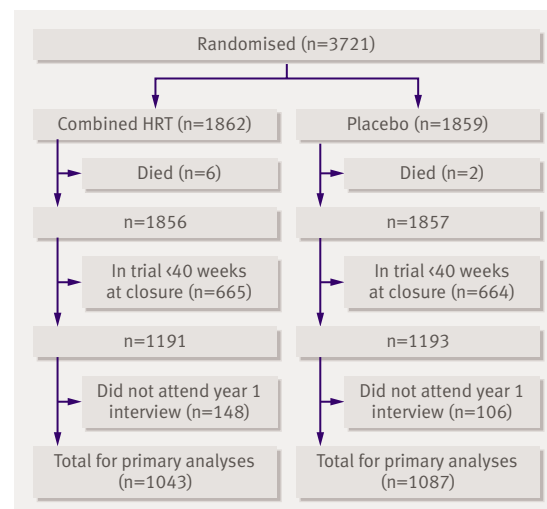 Randomised (n=3721)
Combined HRT (n=1862)
Placebo (n=1859)
Died (n=6)
Died (n=2)
n=1856
n=1857
In trial <40 weeks
at closure (n=665)
In trial <40 weeks
at closure (n=664)
n=1191
n=1193
Did not attend year 1
interview (n=148)
Did not attend year 1
interview (n=106)
Total for primary analyses
(n=1043)
Total for primary analyses
(n=1087)